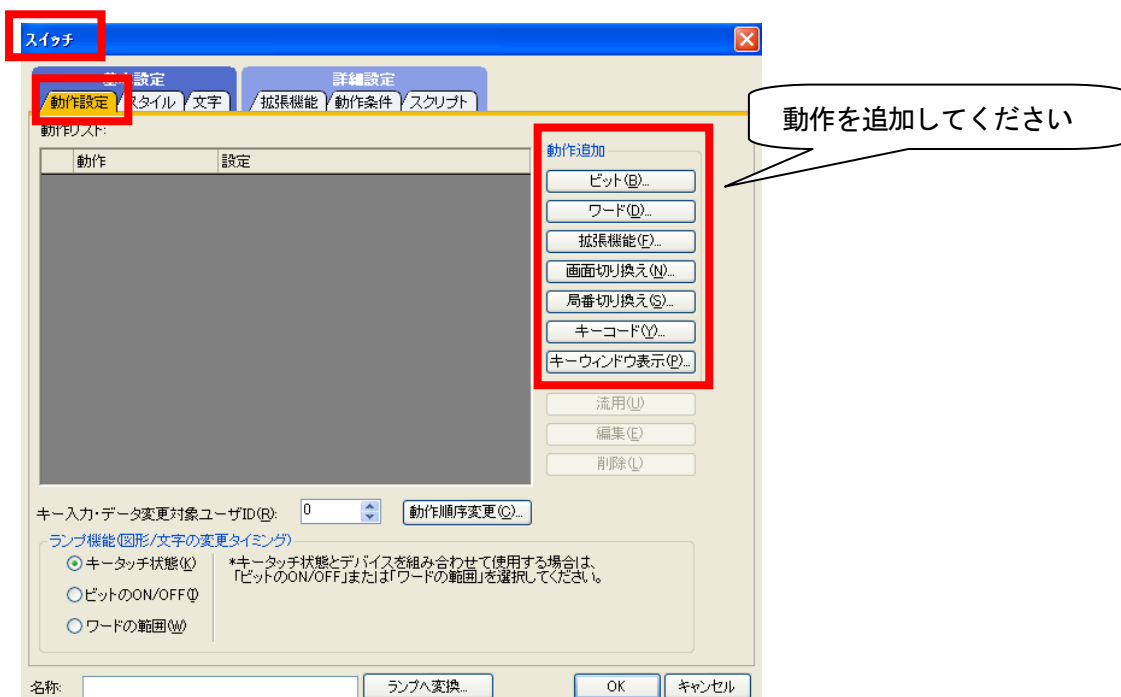 スイッチ
基本設定
詳細設定
動作設定 スタイル 文字 拡張機能 動作条件 スクリプト
動作リスト:
動作 設定
動作追加
ビット(B)...
ワード(D)...
拡張機能(F)...
画面切り換え(N)...
局番切り換え(S)...
キーコード(Y)...
キーウィンドウ表示(P)...
流用(U)
編集(E)
削除(L)
動作を追加してください
キー入力・データ変更対象ユーザID(R): 0 動作順序変更(C)...
ランプ機能(図形/文字の変更タイミング)
キータッチ状態(K)
*キータッチ状態とデバイスを組み合わせて使用する場合は、
「ビットのON/OFF」または「ワードの範囲」を選択してください。
ビットのON/OFF(I)
ワードの範囲(W)
名称: ランプへ変換... OK キャンセル